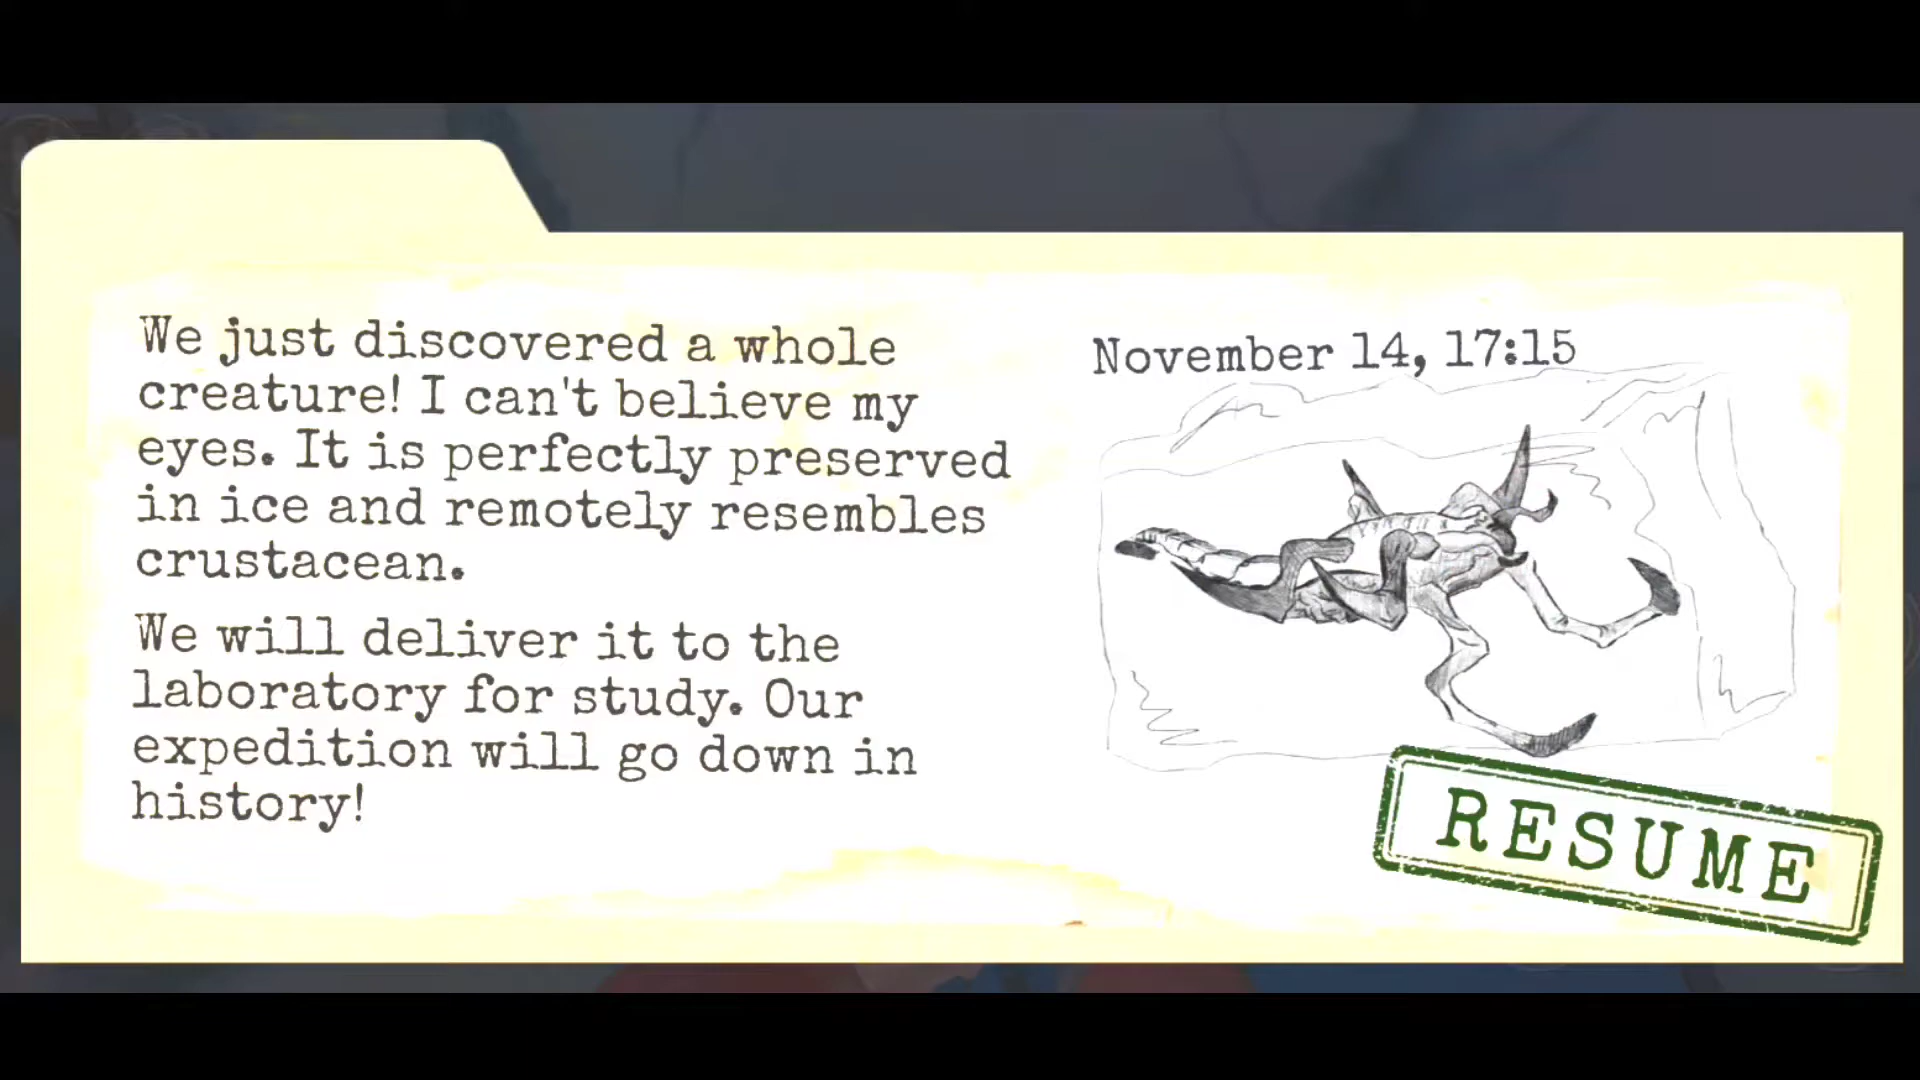 We just discovered a whole
creature! I can't believe my
eyes. It is perfectly preserved
in ice and remotely resembles
crustacean.
We will deliver it to the
laboratory for study. Our
expedition will go down in
history!
November 14, 17:15
RESUME